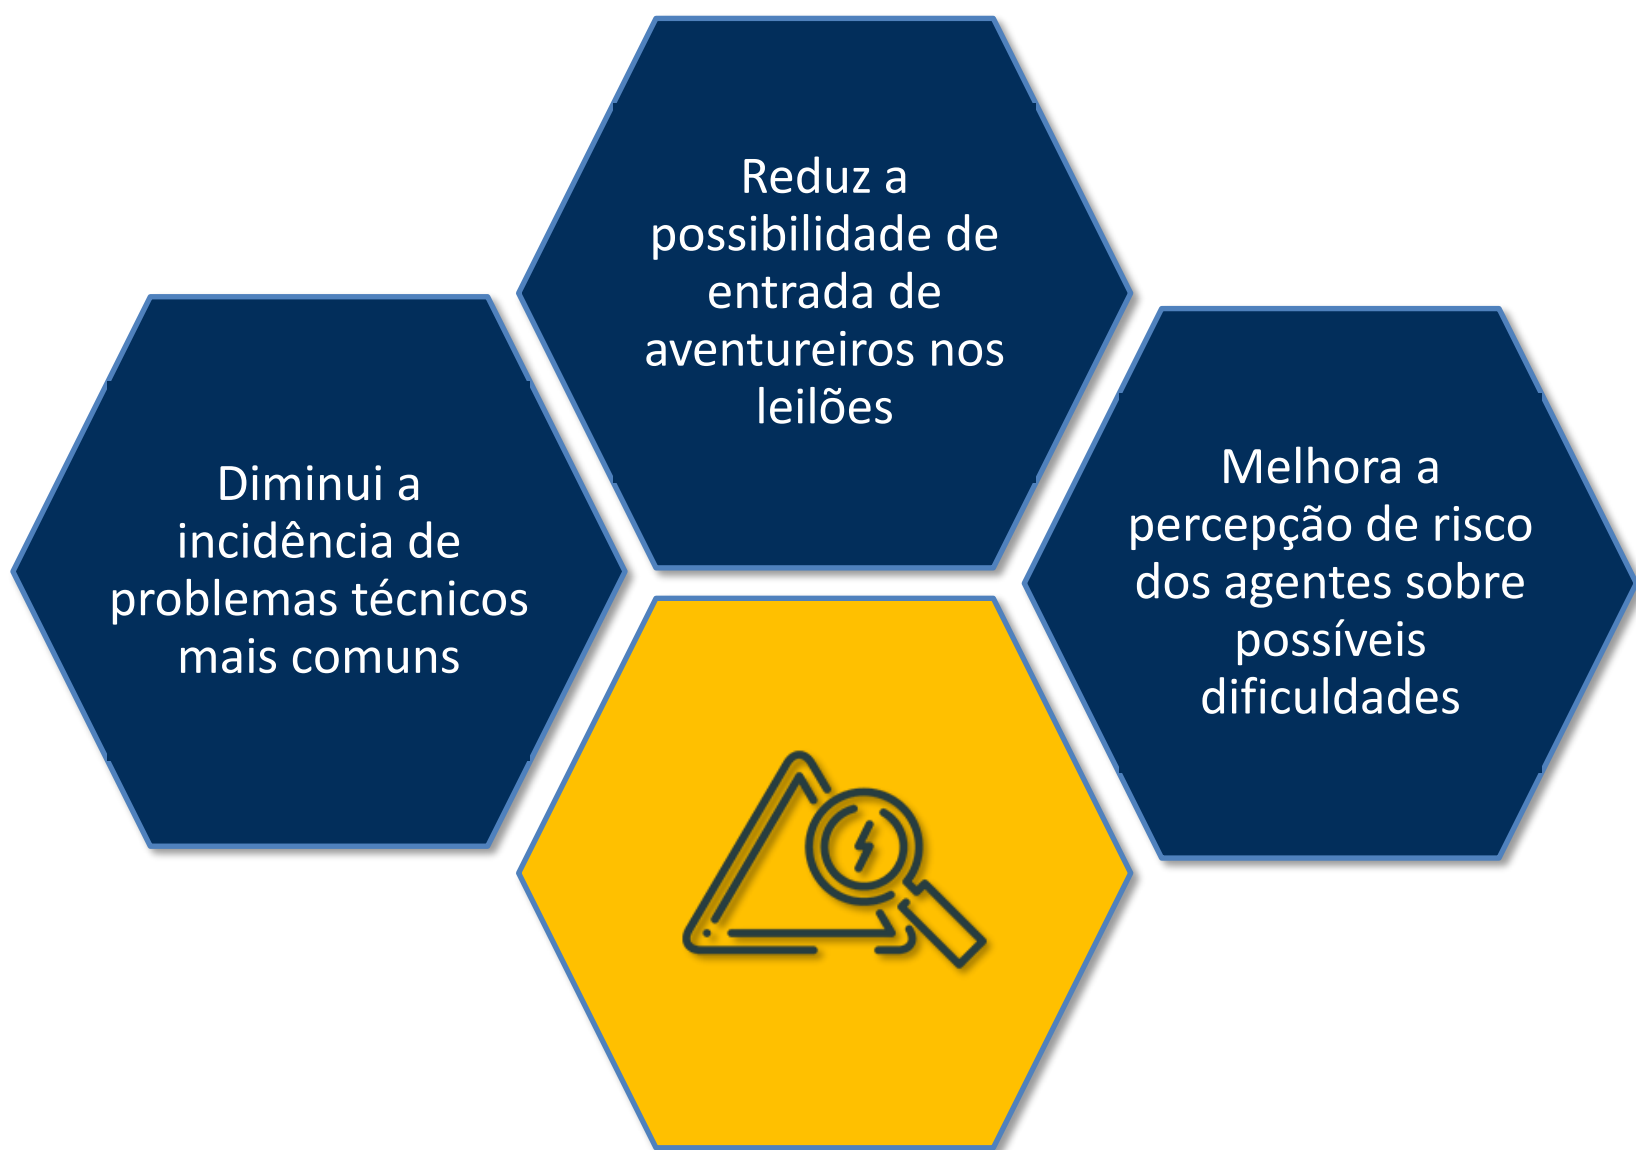 Diminui a
incidência de
problemas técnicos
mais comuns
Reduz a
possibilidade de
entrada de
aventureiros nos
leilões
Melhora a
percepção de risco
dos agentes sobre
possíveis
dificuldades